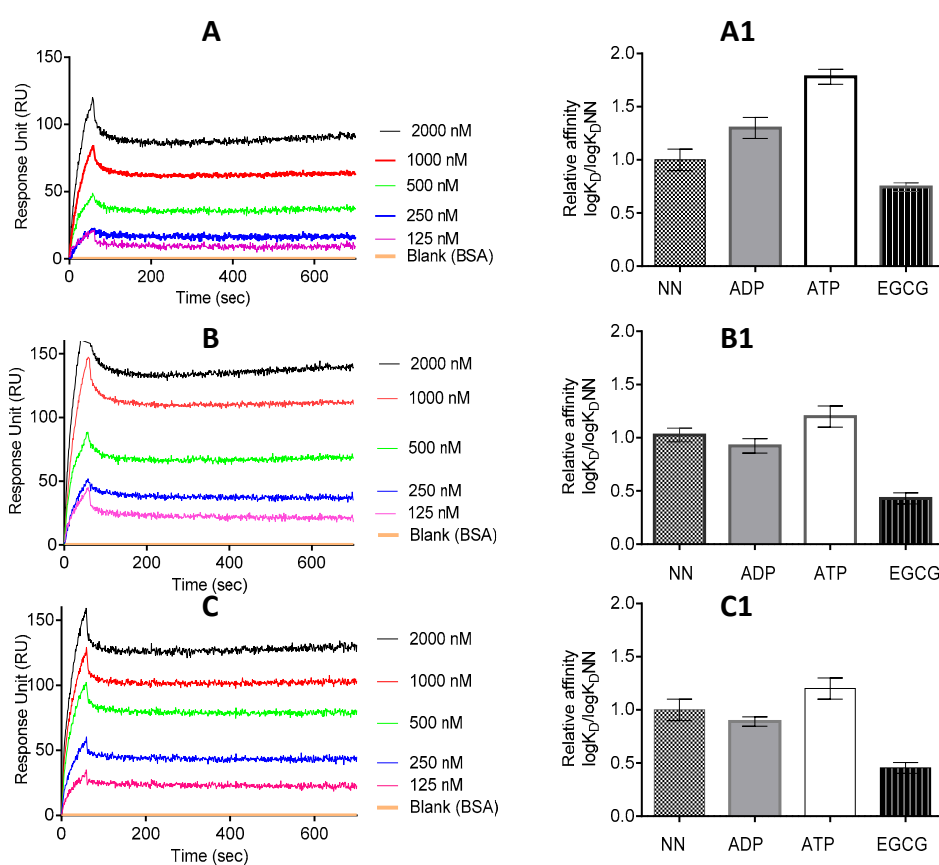 A
Response Unit (RU)
150
100
50
0
0 200 400 600
Time (sec)
2000 nM
1000 nM
500 nM
250 nM
125 nM
Blank (BSA)
A1
Relative affinity
logKD/logKDNN
2.0
1.5
1.0
0.5
0.0
NN ADP ATP EGCG
B
Response Unit (RU)
150
100
50
0
0 200 400 600
Time (sec)
2000 nM
1000 nM
500 nM
250 nM
125 nM
Blank (BSA)
B1
Relative affinity
logKD/logKDNN
2.0
1.5
1.0
0.5
0.0
NN ADP ATP EGCG
C
Response Unit (RU)
150
100
50
0
0 200 400 600
Time (sec)
2000 nM
1000 nM
500 nM
250 nM
125 nM
Blank (BSA)
C1
Relative affinity
logKD/logKDNN
2.0
1.5
1.0
0.5
0.0
NN ADP ATP EGCG